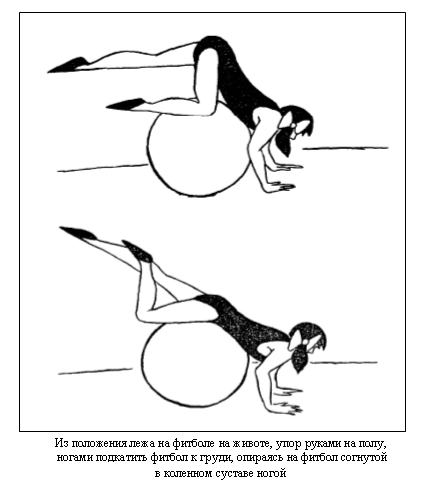 Из положения лежа на фитболе на животе, упор руками на полу,
ногами подкатить фитбол к груди, опираясь на фитбол согнутой
в коленном суставе ногой